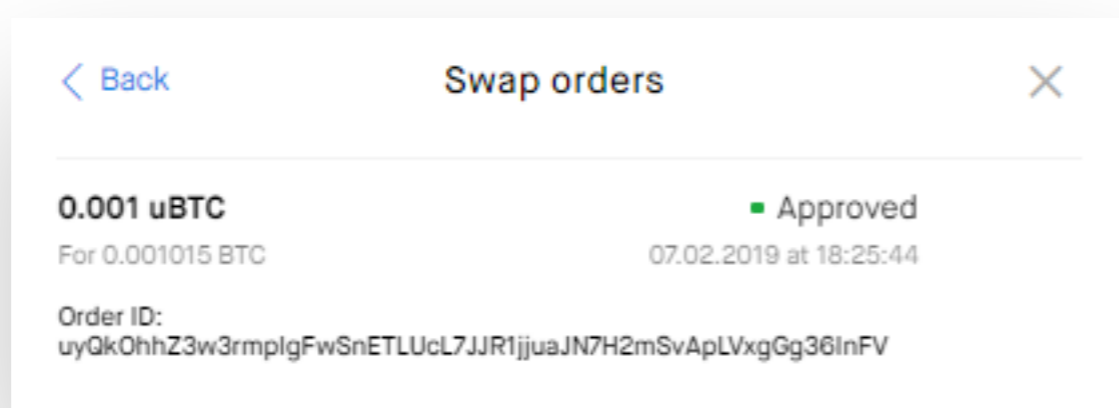 Back
Swap orders
0.001 uBTC
Approved
For 0.001015 BTC
07.02.2019 at 18:25:44
Order ID:
uyQkOhhZ3w3rmpIgFwSnETLUcL7JJR1jjuaJN7H2mSvApLVxgGg36InFV